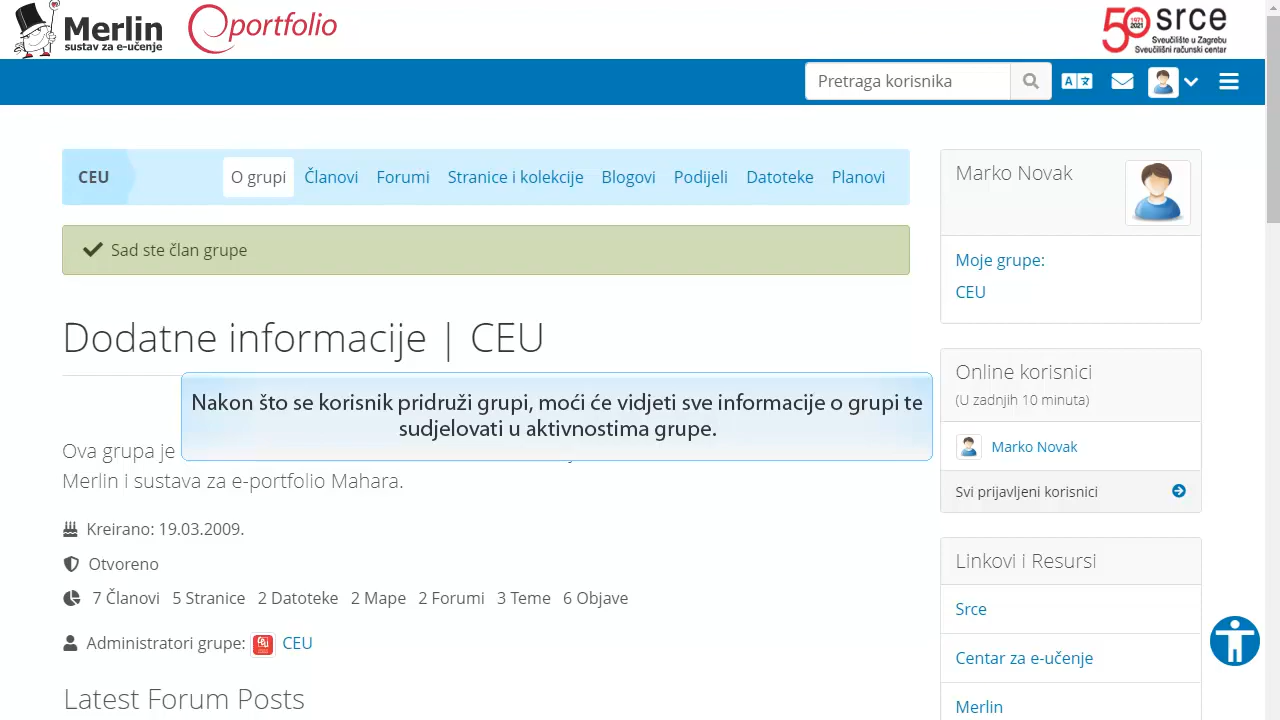 Merlin
sustav za e-učenje
portfolio
50
1971
2021
srce
Sveučilište u Zagrebu
Sveučilišni računski centar
Pretraga korisnika
CEU
O grupi
Članovi
Forumi
Stranice i kolekcije
Blogovi
Podijeli
Datoteke
Planovi
Sad ste član grupe
Dodatne informacije | CEU
Nakon što se korisnik pridruži grupi, moći će vidjeti sve informacije o grupi te
sudjelovati u aktivnostima grupe.
Ova grupa je
Merlin i sustava za e-portfolio Mahara.
Kreirano: 19.03.2009.
Otvoreno
7 Članovi 5 Stranice 2 Datoteke 2 Mape 2 Forumi 3 Teme 6 Objave
Administratori grupe: CEU
Latest Forum Posts
Marko Novak
Moje grupe:
CEU
Online korisnici
(U zadnjih 10 minuta)
Marko Novak
Svi prijavljeni korisnici
Linkovi i Resursi
Srce
Centar za e-učenje
Merlin